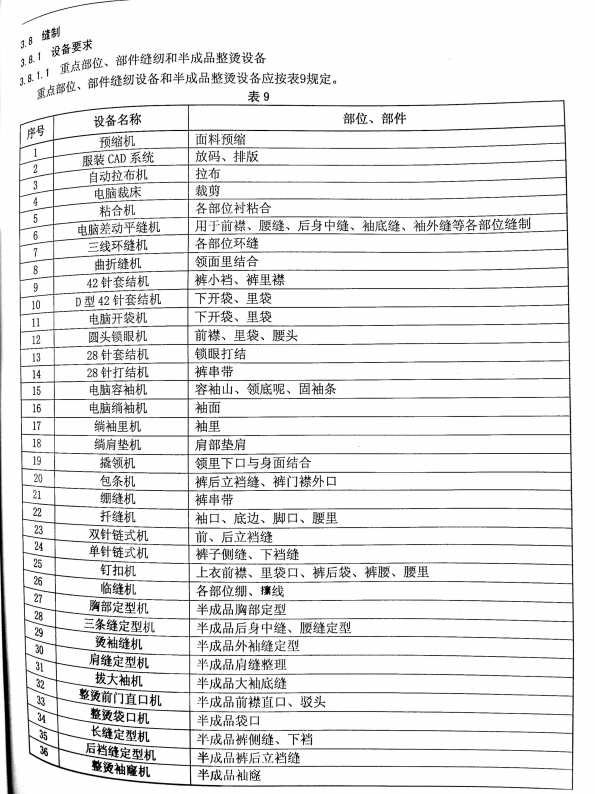 3.8 缝制
3.8.1 设备要求
3.8.1.1 重点部位、部件缝纫和半成品整烫设备
重点部位、部件缝纫设备和半成品整烫设备应按表9规定。
表 9
序号 设备名称 部位、部件
1 预缩机 面料预缩
2 服装 CAD 系统 放码、排版
3 自动拉布机 拉布
4 电脑裁床 裁剪
5 粘合机 各部位衬粘合
6 电脑差动平缝机 用于前襟、腰缝、后身中缝、袖底缝、袖外缝等各部位缝制
7 三线环缝机 各部位环缝
8 曲折缝机 领面里结合
9 42 针套结机 裤小裆、裤里襟
10 D 型 42 针套结机 下开袋、里袋
11 电脑开袋机 下开袋、里袋
12 圆头锁眼机 前襟、里袋、腰头
13 28 针套结机 锁眼打结
14 28 针打结机 裤串带
15 电脑容袖机 容袖山、领底呢、固袖条
16 电脑绱袖机 袖面
17 绱袖里机 袖里
18 绱肩垫机 肩部垫肩
19 撬领机 领里下口与身面结合
20 包条机 裤后立裆缝、裤门襟外口
21 绷缝机 裤串带
22 扦缝机 袖口、底边、脚口、腰里
23 双针链式机 前、后立裆缝
24 单针链式机 裤子侧缝、下裆缝
25 钉扣机 上衣前襟、里袋口、裤后袋、裤腰、腰里
26 临缝机 各部位绷、攘线
27 胸部定型机 半成品胸部定型
28 三条缝定型机 半成品后身中缝、腰缝定型
29 烫袖缝机 半成品外袖缝定型
30 肩缝定型机 半成品肩缝整理
31 拔大袖机 半成品大袖底缝
32 整烫前门直口机 半成品前襟直口、驳头
33 整烫袋口机 半成品袋口
34 长缝定型机 半成品裤侧缝、下裆
35 后裆缝定型机 半成品裤后立裆缝
36 整烫袖窿机 半成品袖窿